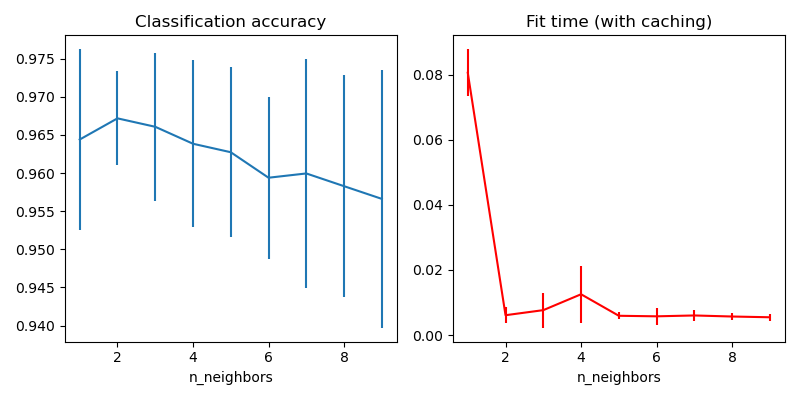 Classification accuracy
0.975
0.970
0.965
0.960
0.955
0.950
0.945
0.940
2 4 6 8
n_neighbors
Fit time (with caching)
0.08
0.06
0.04
0.02
0.00
2 4 6 8
n_neighbors